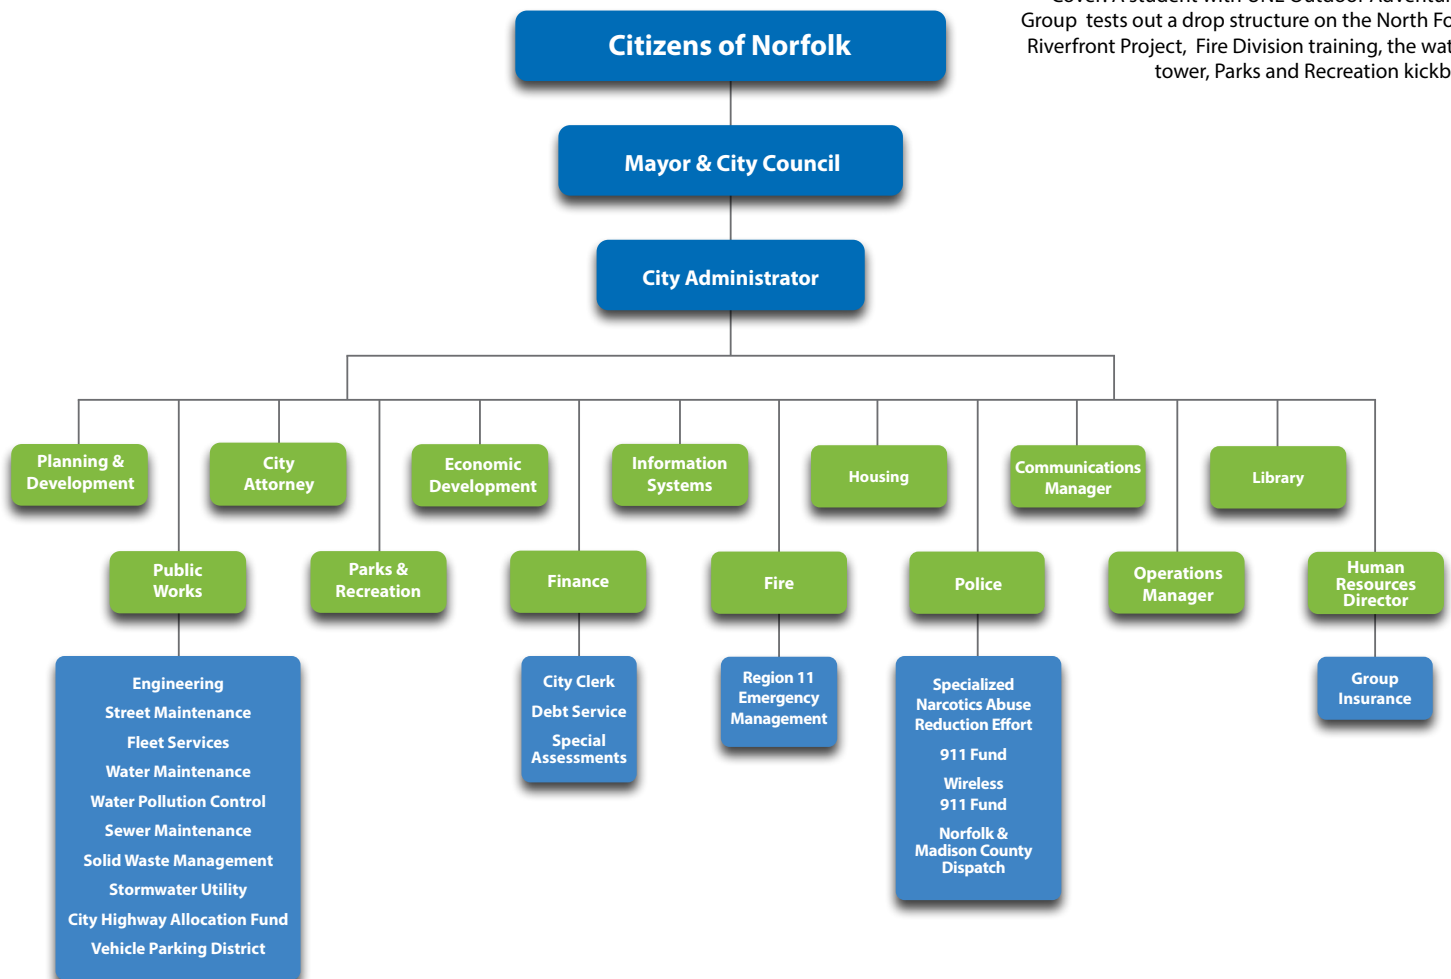 Group tests out a drop structure on the North
Riverfront Project, Fire Division training, the
tower, Parks and Recreation
Citizens of Norfolk
Mayor & City Council
City Administrator
Planning &
Development
City
Attorney
Economic
Development
Information
Systems
Housing
Communications
Manager
Library
Public
Works
Parks &
Recreation
Finance
Fire
Police
Operations
Manager
Human
Resources
Director
Engineering
Street Maintenance
Fleet Services
Water Maintenance
Water Pollution Control
Sewer Maintenance
Solid Waste Management
Stormwater Utility
City Highway Allocation Fund
Vehicle Parking District
City Clerk
Debt Service
Special
Assessments
Region 11
Emergency
Management
Specialized
Narcotics Abuse
Reduction Effort
911 Fund
Wireless
911 Fund
Norfolk &
Madison County
Dispatch
Group
Insurance